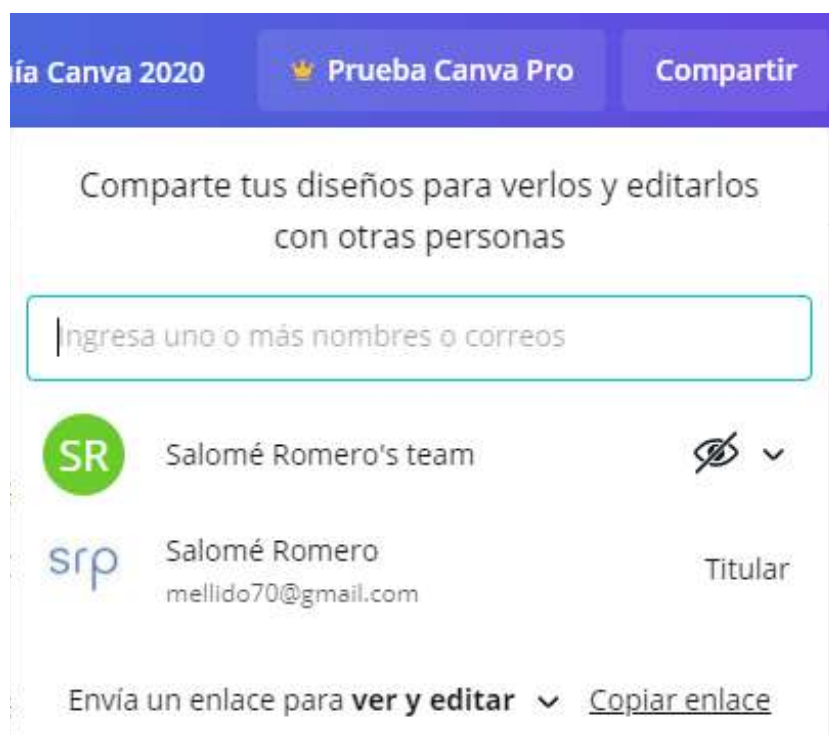 ía Canva 2020 Prueba Canva Pro Compartir
Comparte tus diseños para verlos y editarlos
con otras personas
Ingresa uno o más nombres o correos
SR Salomé Romero's team
srp Salomé Romero Titular
mellido70@gmail.com
Envía un enlace para ver y editar Copiar enlace